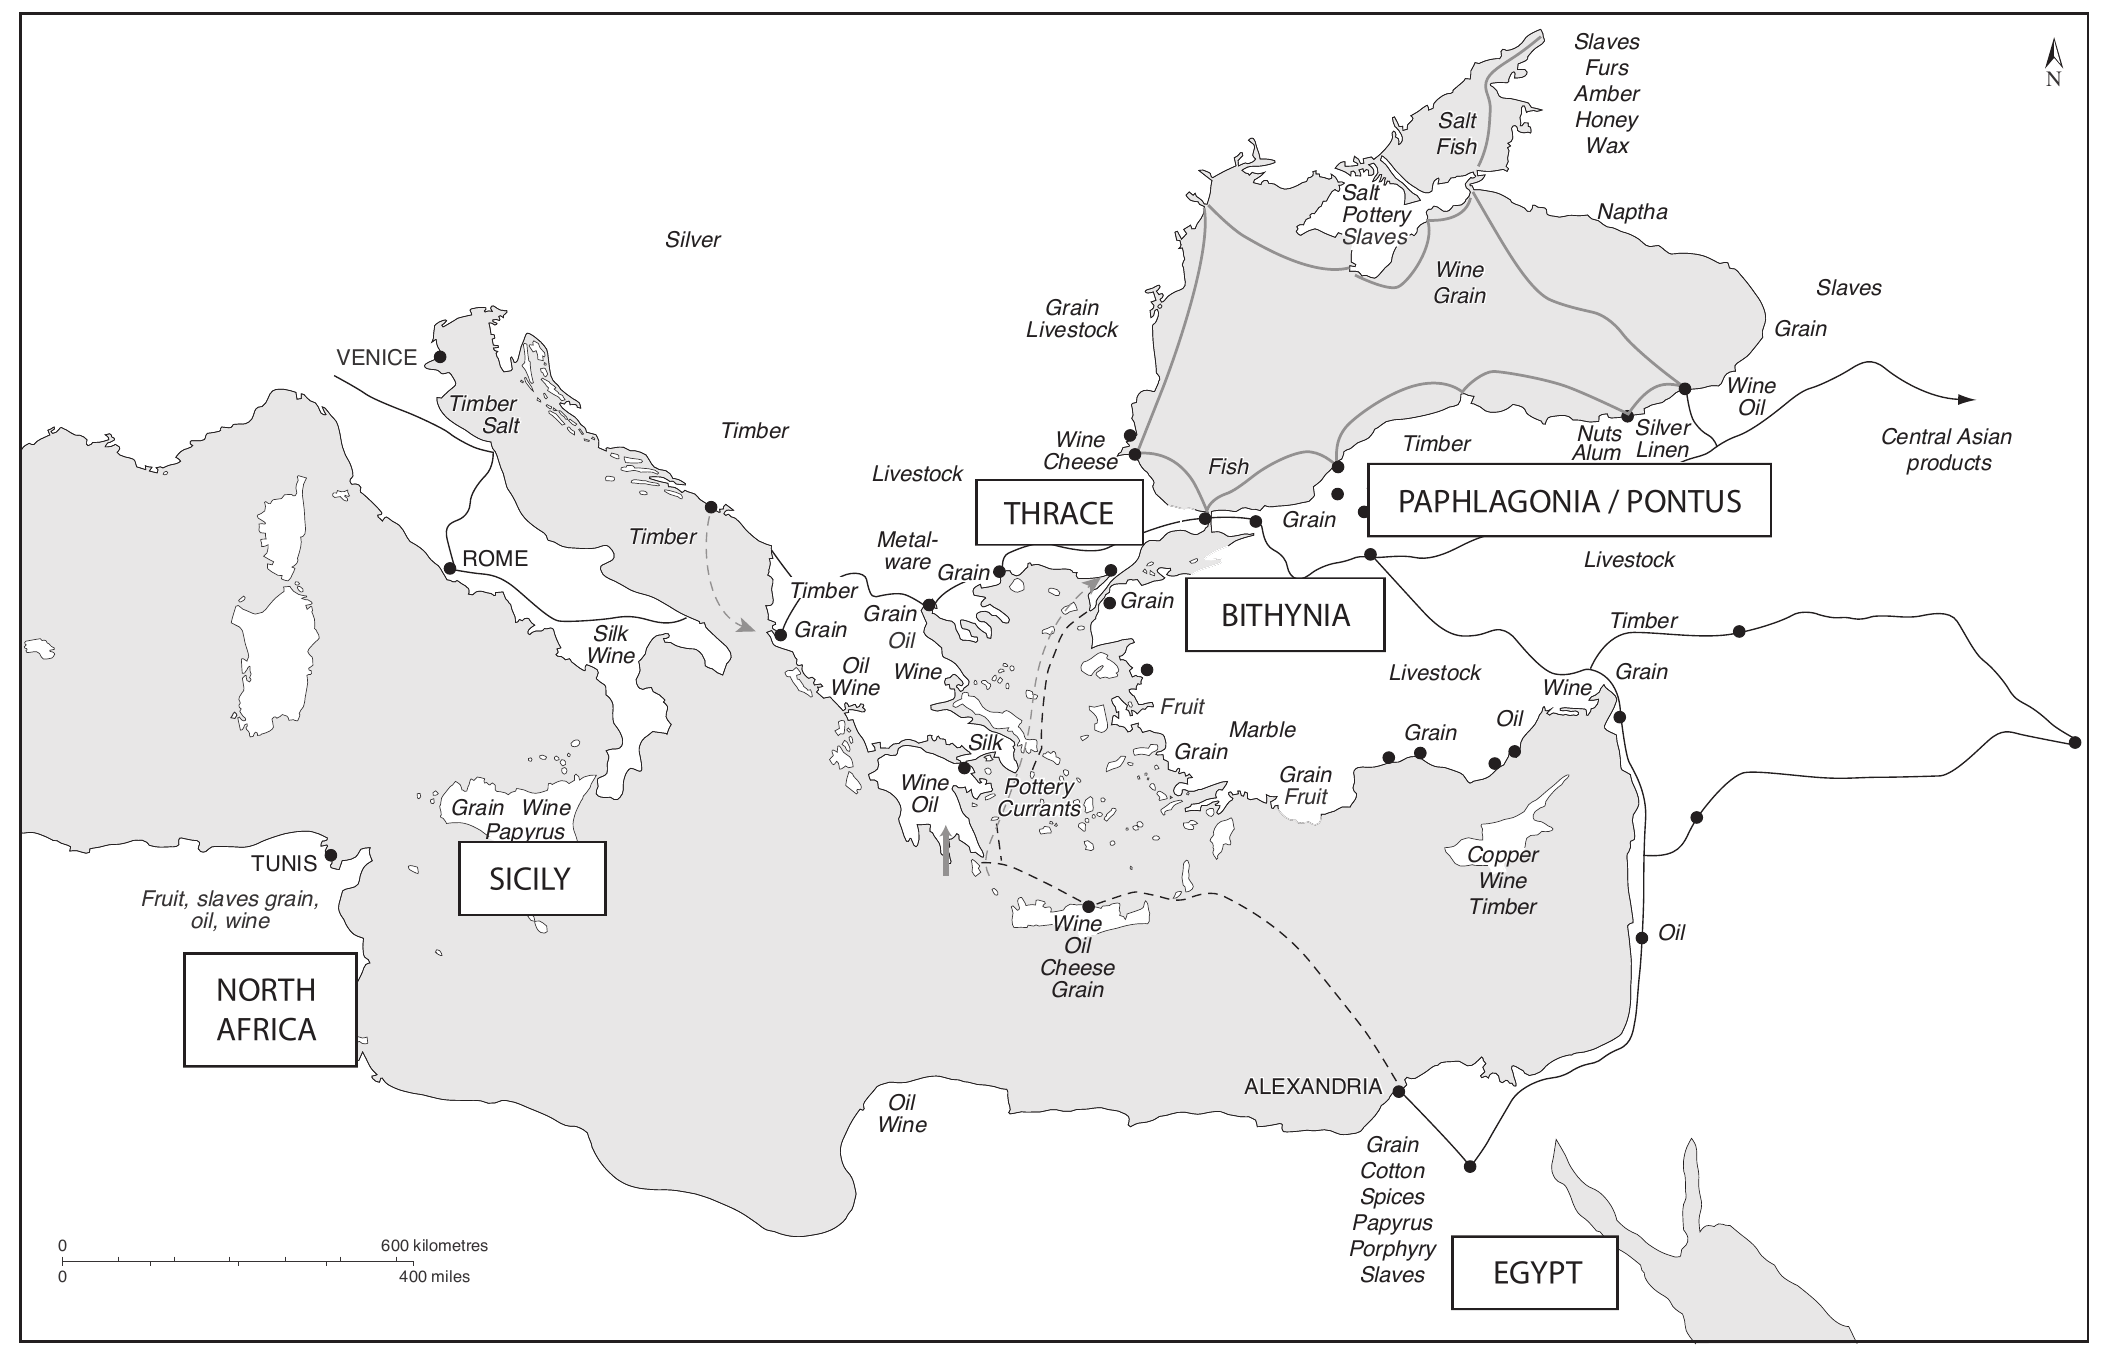 Slaves
Furs
Amber
Honey
Wax
N
Salt
Fish
Salt
Pottery
Slaves
Naptha
Silver
Wine
Grain
Slaves
Grain
Livestock
Grain
VENICE
Timber
Salt
Wine
Oil
Timber
Wine
Cheese
Fish
Timber
Nuts
Alum
Silver
Linen
Central Asian
products
Livestock
THRACE
PAPHLAGONIA / PONTUS
Grain
Timber
Metal-
ware
ROME
Grain
Livestock
Timber
Grain
Grain
BITHYNIA
Timber
Grain
Oil
Silk
Wine
Oil
Wine
Wine
Livestock
Grain
Wine
Fruit
Oil
Marble
Grain
Silk
Grain
Wine
Oil
Pottery
Currants
Grain
Fruit
Grain
Wine
Papyrus
TUNIS
SICILY
Copper
Wine
Timber
Fruit, slaves grain,
oil, wine
Wine
Oil
Cheese
Grain
Oil
NORTH
AFRICA
ALEXANDRIA
Oil
Wine
Grain
Cotton
Spices
Papyrus
Porphyry
Slaves
EGYPT
0
600 kilometres
0
400 miles